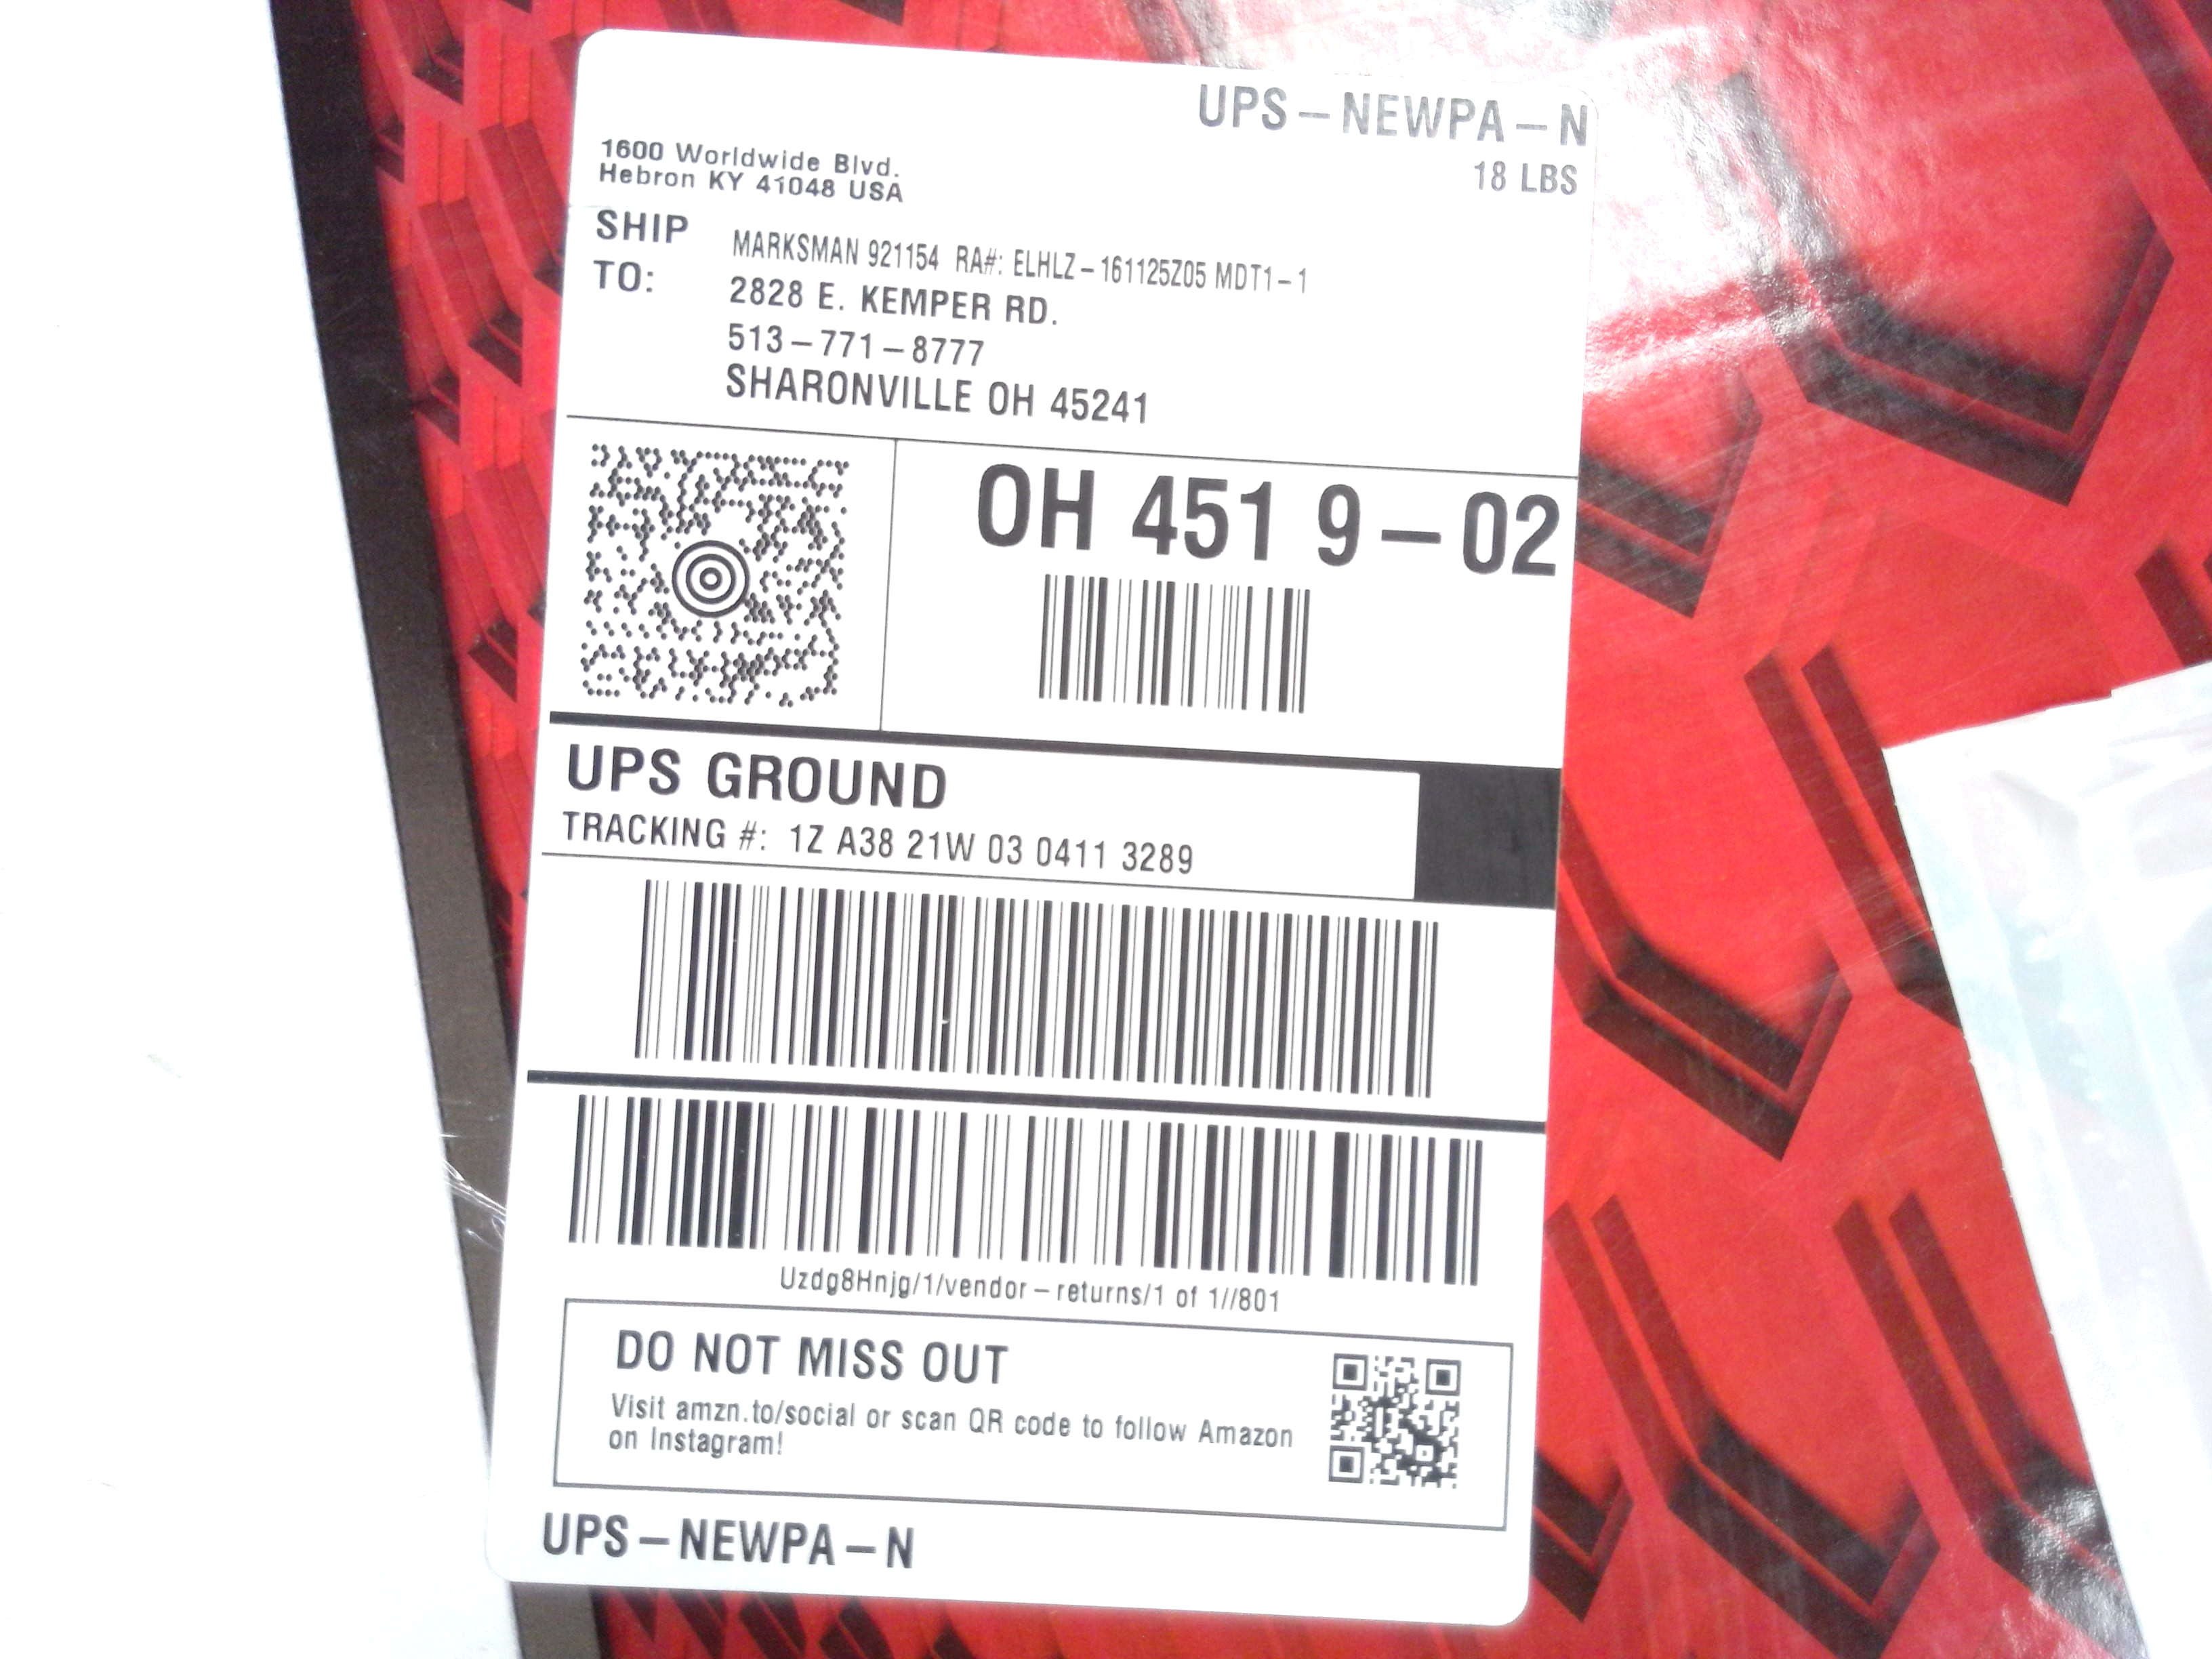 UPS – NEWPA – N
18 LBS
1600 Worldwide Blvd.
Hebron KY 41048 USA
SHIP TO:
MARKSMAN 921154 RA#: ELHLZ – 161125Z05 MDT1 – 1
2828 E. KEMPER RD.
513 – 771 – 8777
SHARONVILLE OH 45241
OH 451 9 – 02
UPS GROUND
TRACKING #: 1Z A38 21W 03 0411 3289
Uzdg8Hnjg/1/vendor – returns/1 of 1//801
DO NOT MISS OUT
Visit amzn.to/social or scan QR code to follow Amazon
on Instagram!
UPS – NEWPA – N